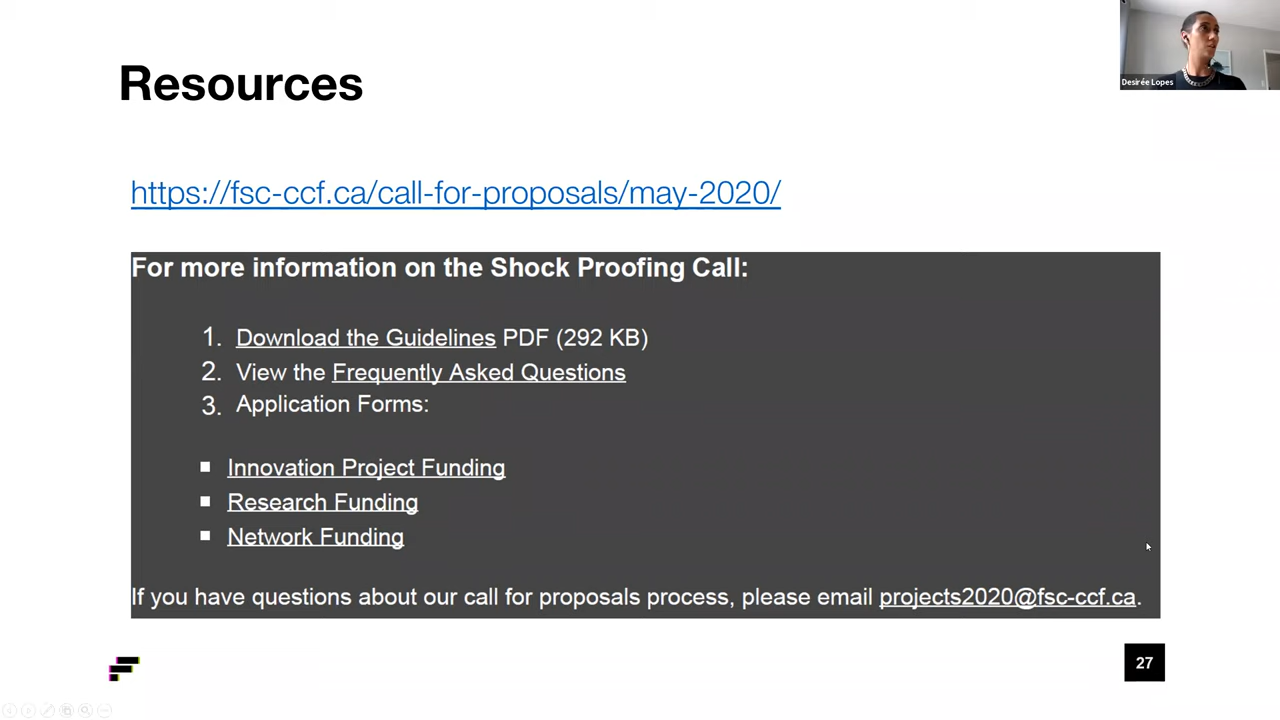 Resources
Desirée Lopes
https://fsc-ccf.ca/call-for-proposals/may-2020/
For more information on the Shock Proofing Call:
1. Download the Guidelines PDF (292 KB)
2. View the Frequently Asked Questions
3. Application Forms:
▪ Innovation Project Funding
▪ Research Funding
▪ Network Funding
If you have questions about our call for proposals process, please email projects2020@fsc-ccf.ca.
27